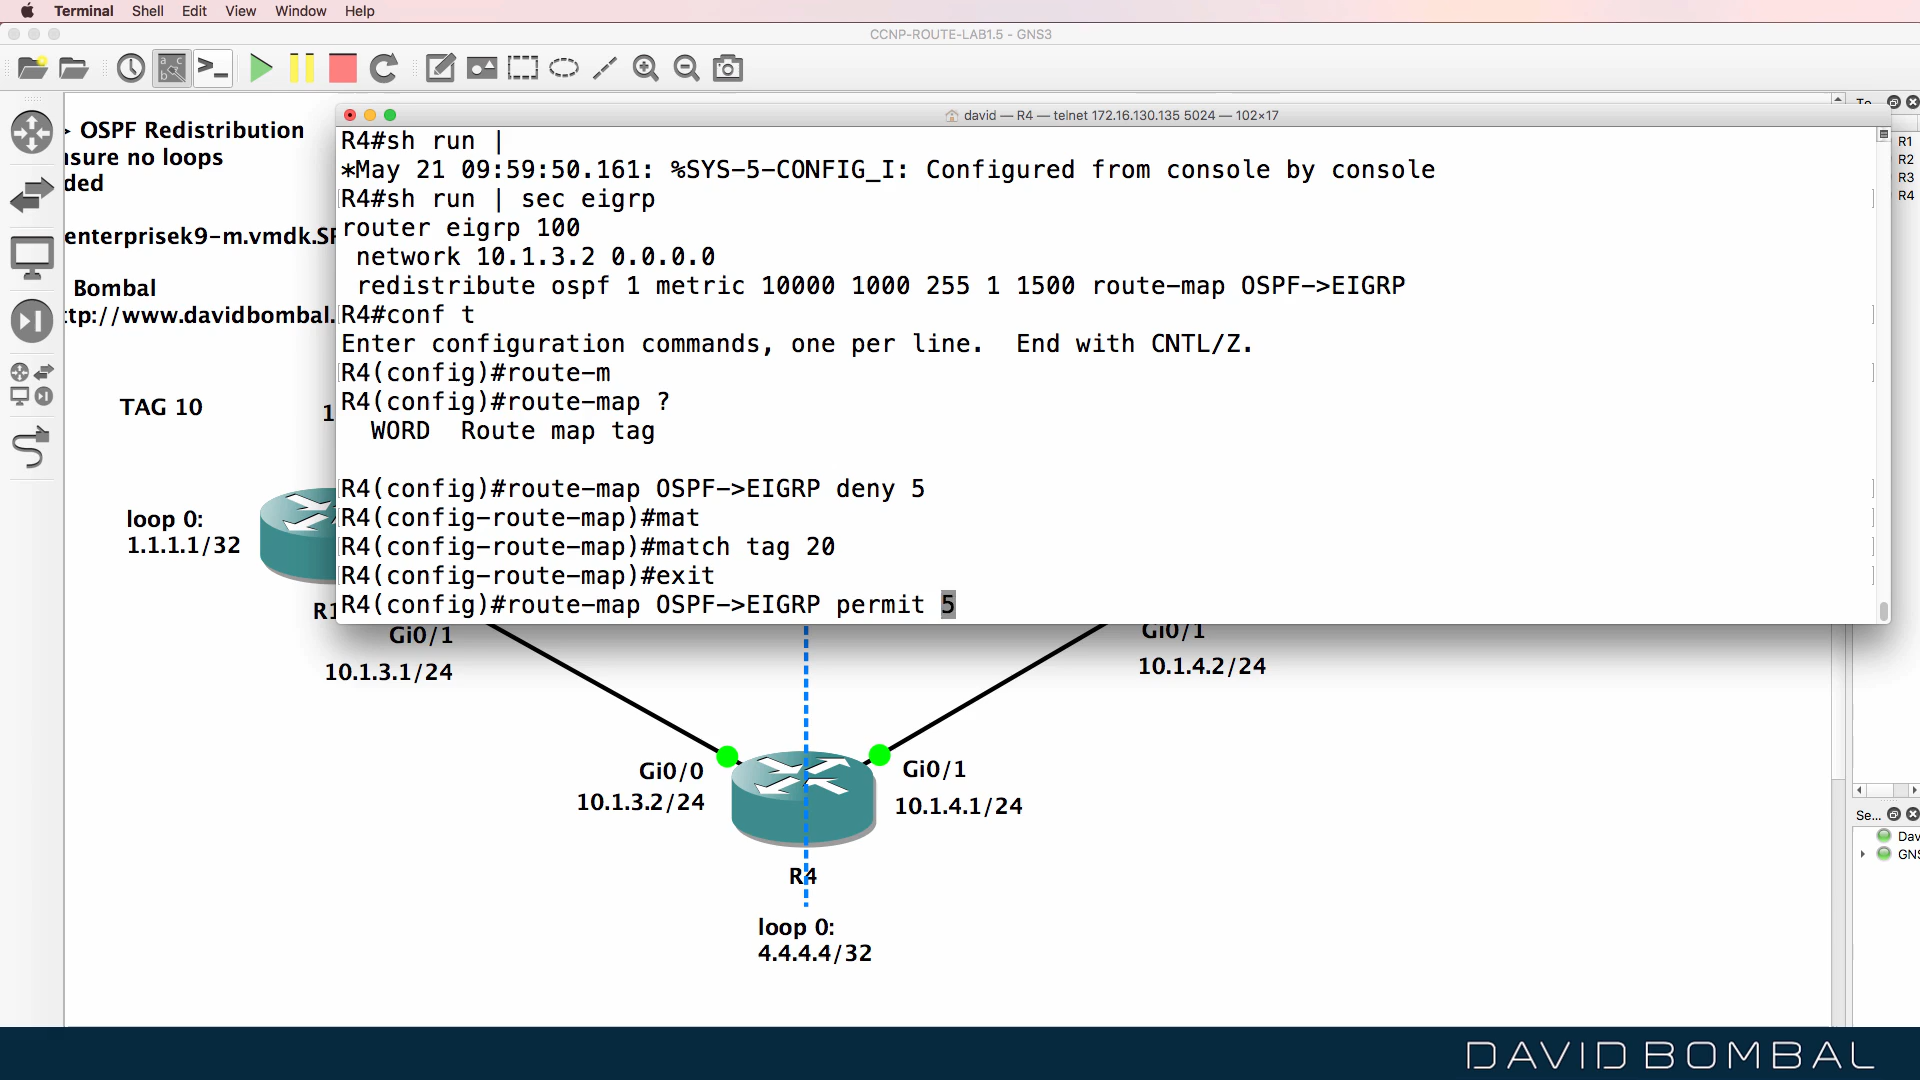 Terminal Shell Edit View Window Help
CCNP-ROUTE-LAB1.5 - GNS3
david — R4 — telnet 172.16.130.135 5024 — 102×17
R4#sh run |
*May 21 09:59:50.161: %SYS-5-CONFIG_I: Configured from console by console
R4#sh run | sec eigrp
router eigrp 100
network 10.1.3.2 0.0.0.0
redistribute ospf 1 metric 10000 1000 255 1 1500 route-map OSPF->EIGRP
R4#conf t
Enter configuration commands, one per line. End with CNTL/Z.
R4(config)#route-m
R4(config)#route-map ?
WORD Route map tag
R4(config)#route-map OSPF->EIGRP deny 5
R4(config-route-map)#mat
R4(config-route-map)#match tag 20
R4(config-route-map)#exit
R4(config)#route-map OSPF->EIGRP permit 5
> OSPF Redistribution
nsure no loops
ded
enterprisek9-m.vmdk.SP
Bombal
tp://www.davidbombal.
TAG 10
1
loop 0:
1.1.1.1/32
R1
Gi0/1
10.1.3.1/24
Gi0/1
10.1.4.2/24
Gi0/0
10.1.3.2/24
Gi0/1
10.1.4.1/24
R4
loop 0:
4.4.4.4/32
To
R1
R2
R3
R4
Se...
Dav
GNS
DAVID BOMBAL